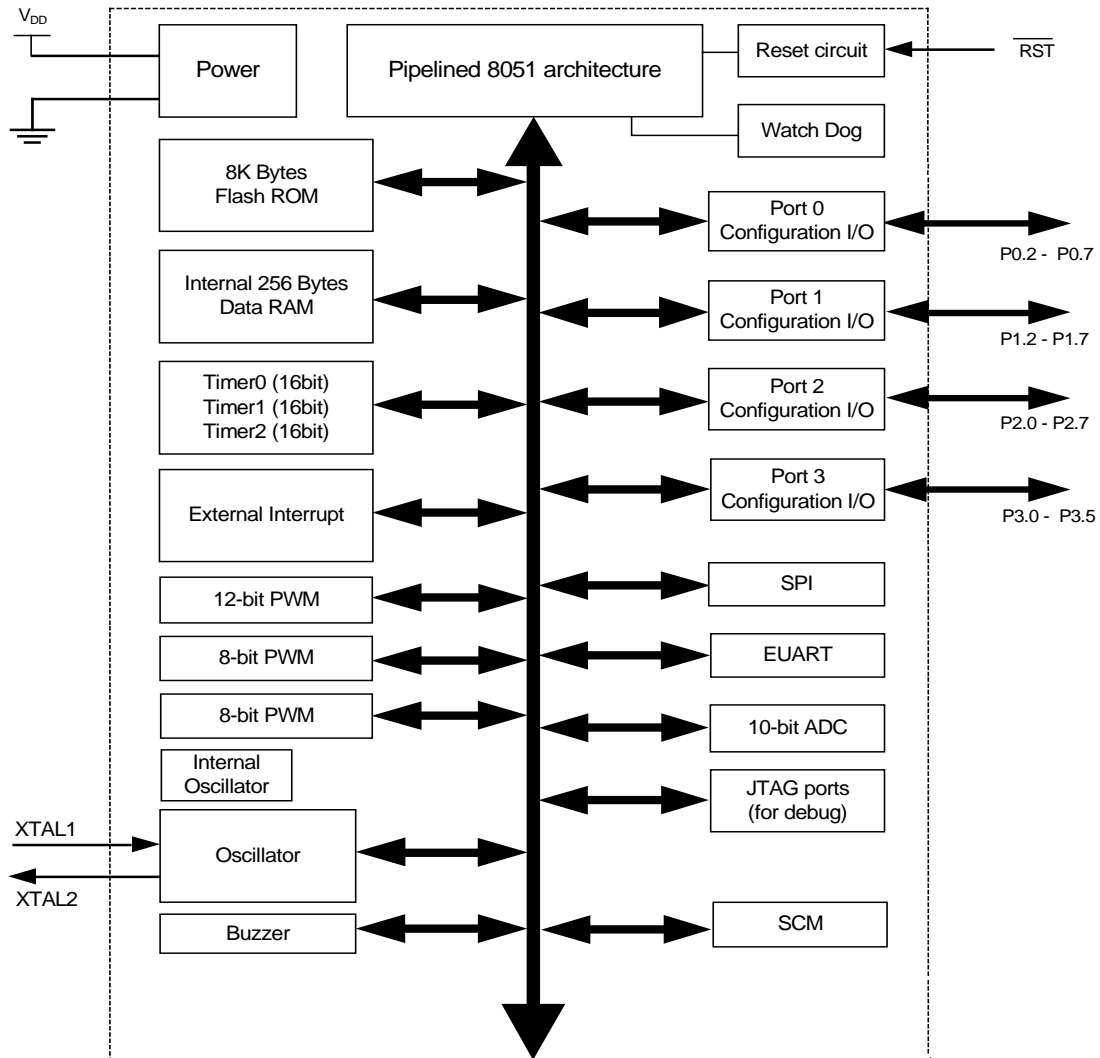 VDD
Power
Pipelined 8051 architecture
Reset circuit
RST
Watch Dog
8K Bytes
Flash ROM
Port 0
Configuration I/O
P0.2 - P0.7
Internal 256 Bytes
Data RAM
Port 1
Configuration I/O
P1.2 - P1.7
Timer0 (16bit)
Timer1 (16bit)
Timer2 (16bit)
Port 2
Configuration I/O
P2.0 - P2.7
External Interrupt
Port 3
Configuration I/O
P3.0 - P3.5
12-bit PWM
SPI
8-bit PWM
EUART
8-bit PWM
10-bit ADC
Internal
Oscillator
JTAG ports
(for debug)
XTAL1
Oscillator
XTAL2
Buzzer
SCM